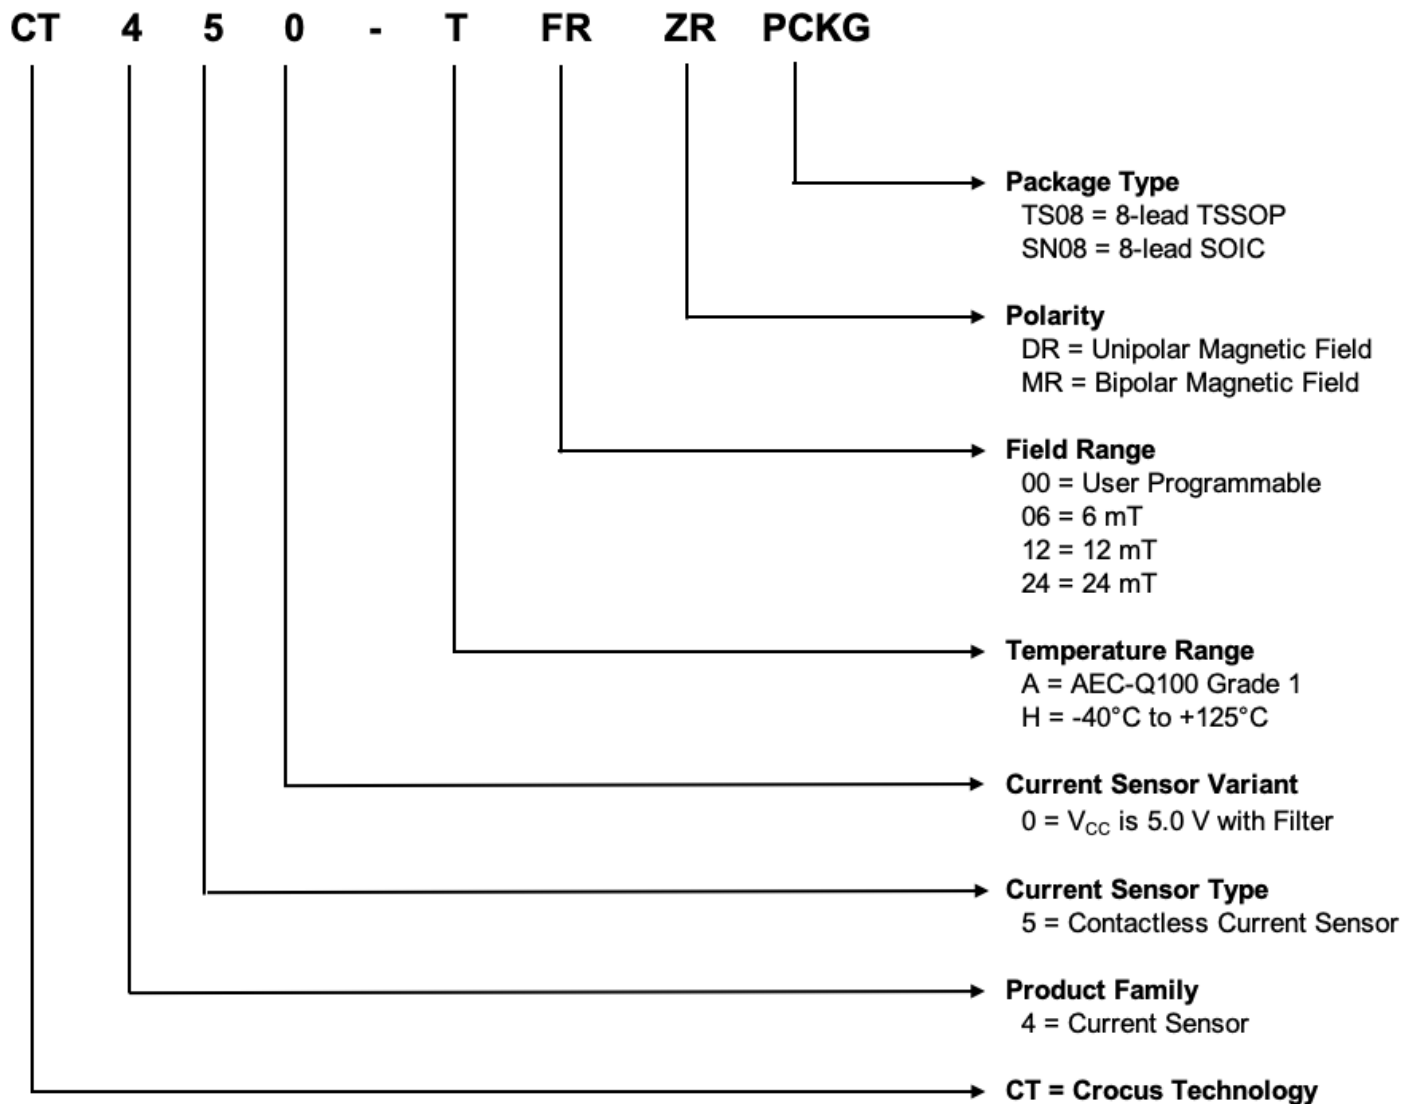 CT 4 5 0 - T FR ZR PCKG
Package Type
TS08 = 8-lead TSSOP
SN08 = 8-lead SOIC
Polarity
DR = Unipolar Magnetic Field
MR = Bipolar Magnetic Field
Field Range
00 = User Programmable
06 = 6 mT
12 = 12 mT
24 = 24 mT
Temperature Range
A = AEC-Q100 Grade 1
H = -40°C to +125°C
Current Sensor Variant
0 = VCC is 5.0 V with Filter
Current Sensor Type
5 = Contactless Current Sensor
Product Family
4 = Current Sensor
CT = Crocus Technology